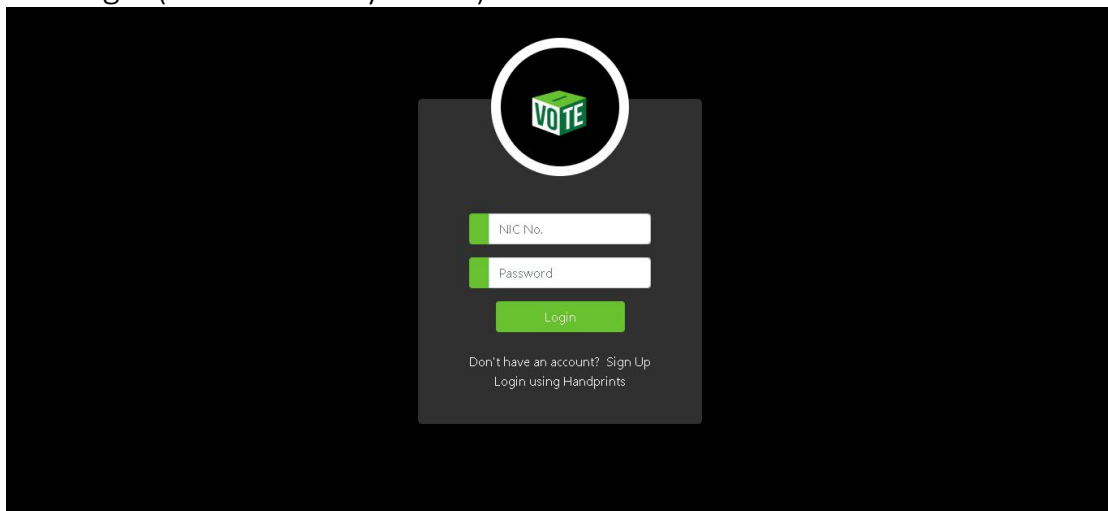 VOTE
NIC No.
Password
Login
Don't have an account? Sign Up
Login using Handprints